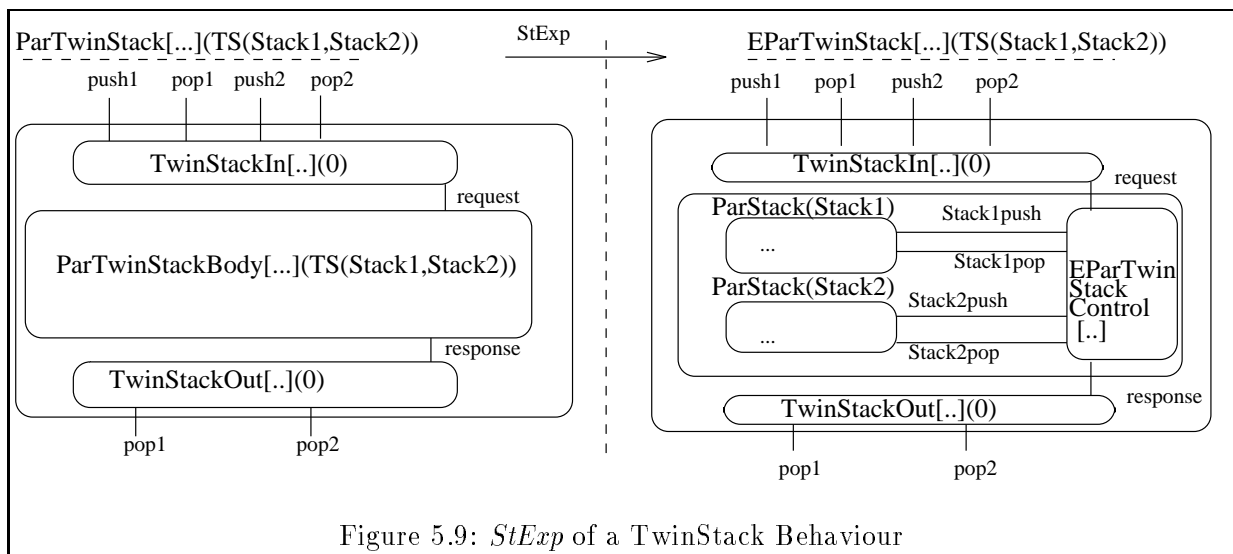 ParTwinStack[...](TS(Stack1,Stack2))
push1 pop1 push2 pop2
TwinStackIn[..](0)
request
ParTwinStackBody[...](TS(Stack1,Stack2))
response
TwinStackOut[..](0)
pop1 pop2
StExp
EParTwinStack[...](TS(Stack1,Stack2))
push1 pop1 push2 pop2
TwinStackIn[..](0)
request
ParStack(Stack1)
...
Stack1push
Stack1pop
ParStack(Stack2)
...
Stack2push
Stack2pop
EParTwin
Stack
Control
[..]
response
TwinStackOut[..](0)
pop1 pop2
Figure 5.9: StExp of a TwinStack Behaviour